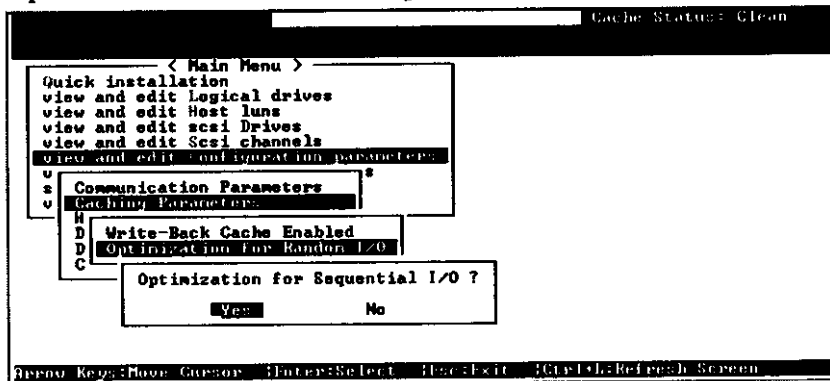 Cache Status: Clean
< Main Menu >
Quick installation
view and edit Logical drives
view and edit Host luns
view and edit scsi Drives
view and edit Scsi channels
view and edit Configuration parameters
v s
s Communication Parameters
v Caching Parameters
H
D Write-Back Cache Enabled
D Optimization for Random I/O
C
Optimization for Sequential I/O ?
Yes No
Arrow Keys:Move Cursor |Enter:Select |Esc:Exit |Ctrl+L:Refresh Screen